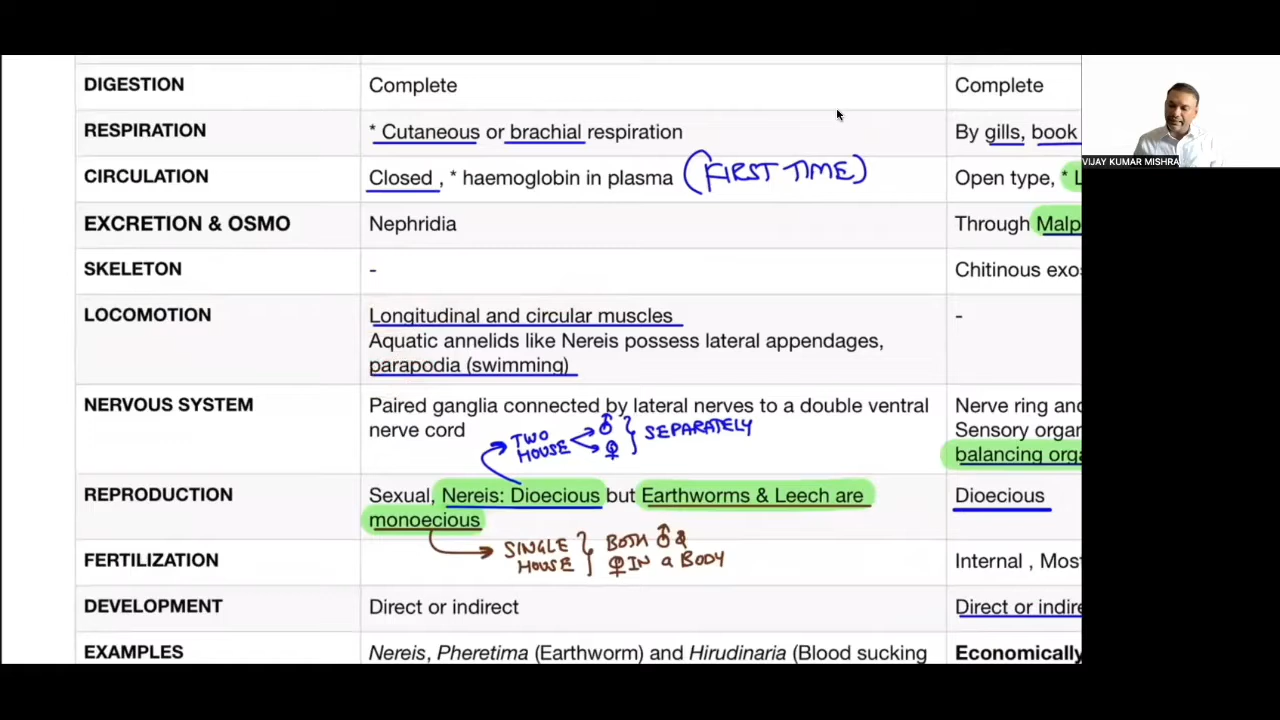 DIGESTION
Complete
Complete
RESPIRATION
* Cutaneous or brachial respiration
By gills, book
CIRCULATION
Closed , * haemoglobin in plasma
(FIRST TIME)
Open type, * L
EXCRETION & OSMO
Nephridia
Through Malp
SKELETON
-
Chitinous exos
LOCOMOTION
Longitudinal and circular muscles
Aquatic annelids like Nereis possess lateral appendages,
parapodia (swimming)
-
NERVOUS SYSTEM
Paired ganglia connected by lateral nerves to a double ventral
nerve cord
TWO
HOUSE
♂
♀
SEPARATELY
Nerve ring and
Sensory organ
balancing orga
REPRODUCTION
Sexual, Nereis: Dioecious but Earthworms & Leech are
monoecious
SINGLE
HOUSE
BOTH ♂ &
♀ IN a BODY
Dioecious
FERTILIZATION
Internal , Most
DEVELOPMENT
Direct or indirect
Direct or indire
EXAMPLES
Nereis, Pheretima (Earthworm) and Hirudinaria (Blood sucking
Economically
VIJAY KUMAR MISHRA